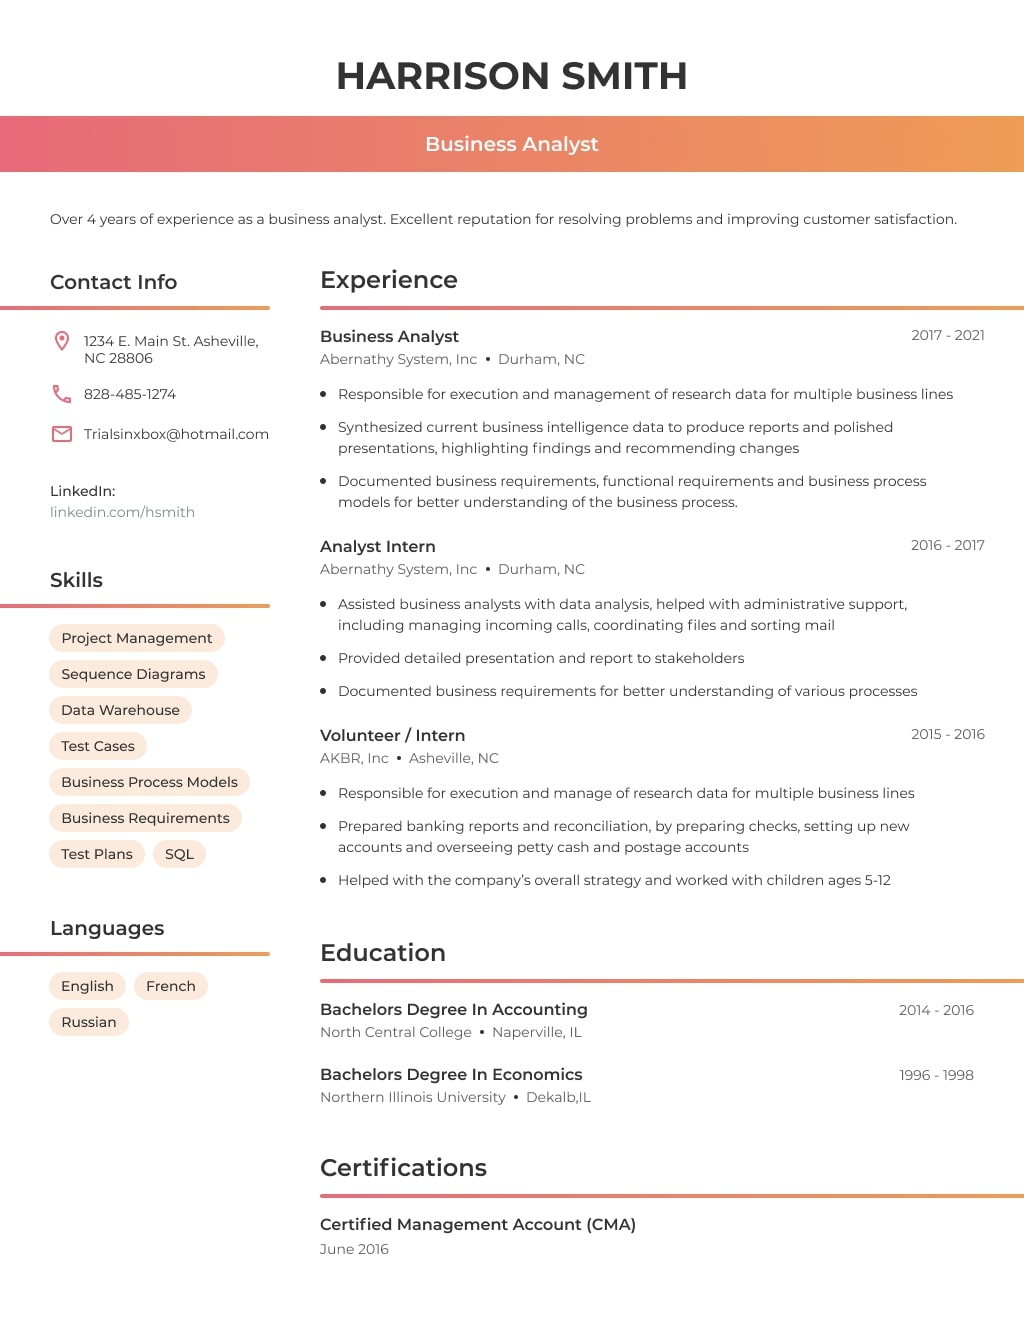 HARRISON SMITH
Business Analyst
Over 4 years of experience as a business analyst. Excellent reputation for resolving problems and improving customer satisfaction.
Contact Info
1234 E. Main St. Asheville,
NC 28806
828-485-1274
Trialsinxbox@hotmail.com
LinkedIn:
linkedin.com/hsmith
Skills
Project Management
Sequence Diagrams
Data Warehouse
Test Cases
Business Process Models
Business Requirements
Test Plans SQL
Languages
English French
Russian
Experience
Business Analyst 2017 - 2021
Abernathy System, Inc • Durham, NC
• Responsible for execution and management of research data for multiple business lines
• Synthesized current business intelligence data to produce reports and polished
presentations, highlighting findings and recommending changes
• Documented business requirements, functional requirements and business process
models for better understanding of the business process.
Analyst Intern 2016 - 2017
Abernathy System, Inc • Durham, NC
• Assisted business analysts with data analysis, helped with administrative support,
including managing incoming calls, coordinating files and sorting mail
• Provided detailed presentation and report to stakeholders
• Documented business requirements for better understanding of various processes
Volunteer / Intern 2015 - 2016
AKBR, Inc • Asheville, NC
• Responsible for execution and manage of research data for multiple business lines
• Prepared banking reports and reconciliation, by preparing checks, setting up new
accounts and overseeing petty cash and postage accounts
• Helped with the company’s overall strategy and worked with children ages 5-12
Education
Bachelors Degree In Accounting 2014 - 2016
North Central College • Naperville, IL
Bachelors Degree In Economics 1996 - 1998
Northern Illinois University • Dekalb,IL
Certifications
Certified Management Account (CMA)
June 2016